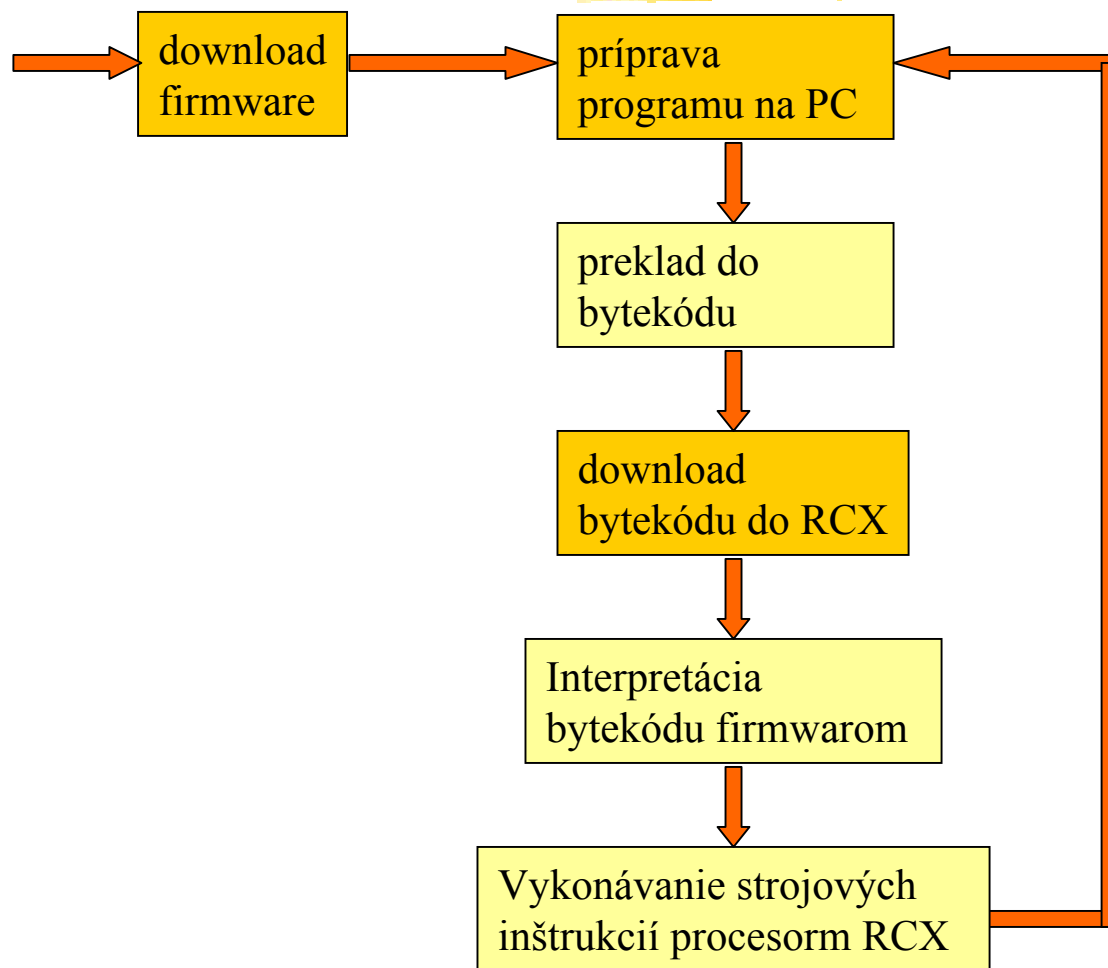 download
firmware
príprava
programu na PC
preklad do
bytekódu
download
bytekódu do RCX
Interpretácia
bytekódu firmwarom
Vykonávanie strojových
inštrukcií procesorm RCX